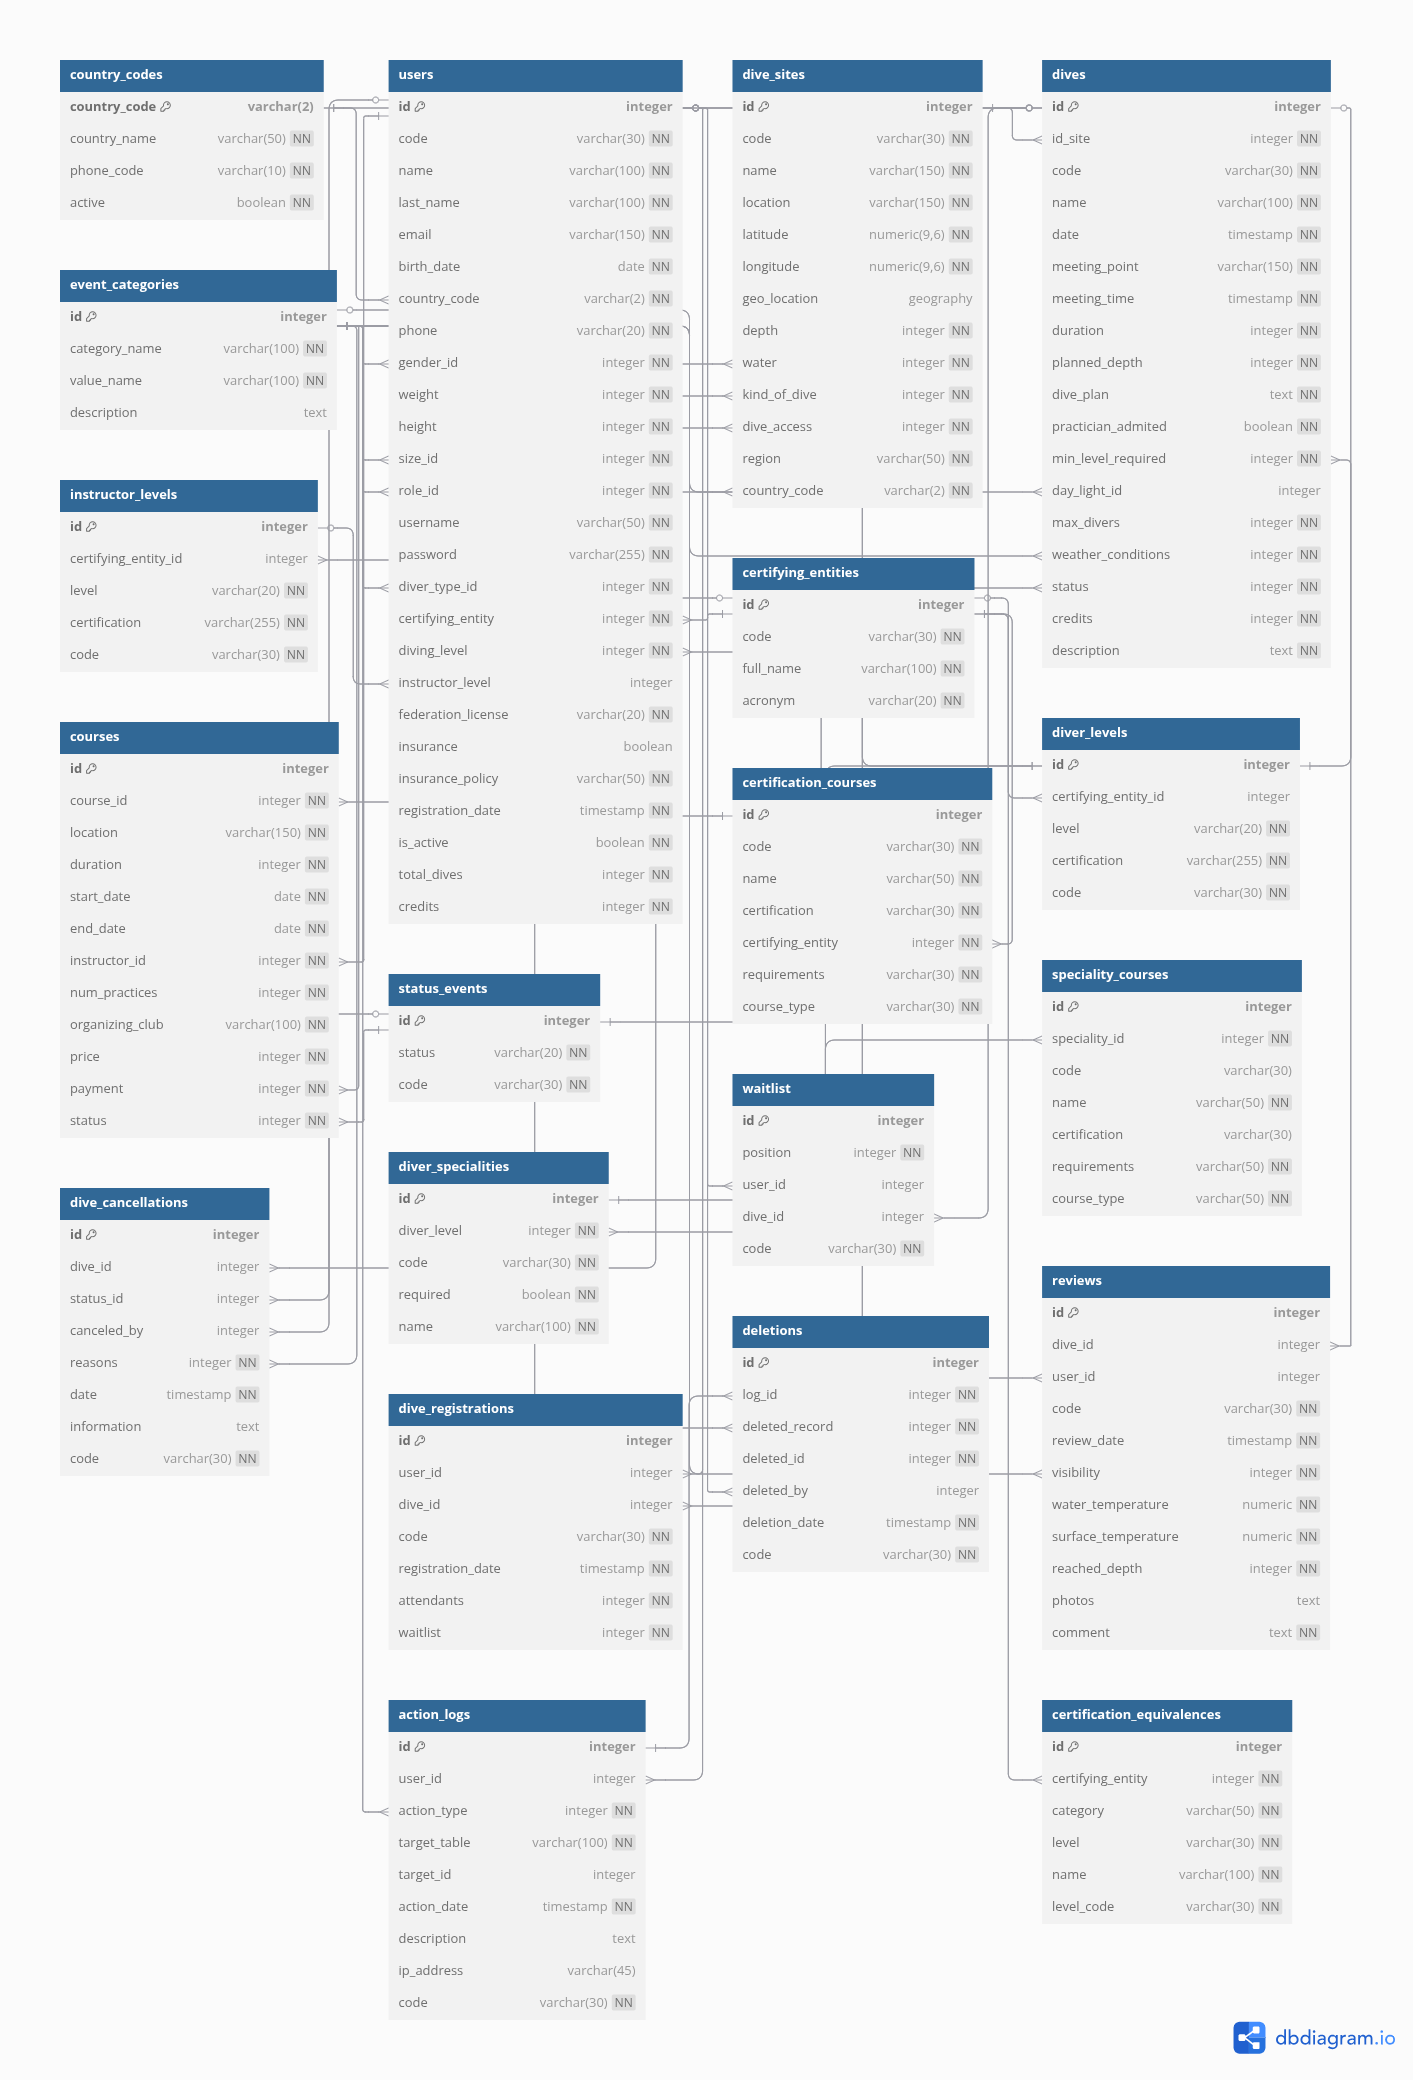 country_codes
country_code varchar(2)
country_name varchar(50) NN
phone_code varchar(10) NN
active boolean NN
event_categories
id integer
category_name varchar(100) NN
value_name varchar(100) NN
description text
instructor_levels
id integer
certifying_entity_id integer
level varchar(20) NN
certification varchar(255) NN
code varchar(30) NN
courses
id integer
course_id integer NN
location varchar(150) NN
duration integer NN
start_date date NN
end_date date NN
instructor_id integer NN
num_practices integer NN
organizing_club varchar(100) NN
price integer NN
payment integer NN
status integer NN
dive_cancellations
id integer
dive_id integer
status_id integer
canceled_by integer
reasons integer NN
date timestamp NN
information text
code varchar(30) NN
users
id integer
code varchar(30) NN
name varchar(100) NN
last_name varchar(100) NN
email varchar(150) NN
birth_date date NN
country_code varchar(2) NN
phone varchar(20) NN
gender_id integer NN
weight integer NN
height integer NN
size_id integer NN
role_id integer NN
username varchar(50) NN
password varchar(255) NN
diver_type_id integer NN
certifying_entity integer NN
diving_level integer NN
instructor_level integer
federation_license varchar(20) NN
insurance boolean
insurance_policy varchar(50) NN
registration_date timestamp NN
is_active boolean NN
total_dives integer NN
credits integer NN
status_events
id integer
status varchar(20) NN
code varchar(30) NN
diver_specialities
id integer
diver_level integer NN
code varchar(30) NN
required boolean NN
name varchar(100) NN
dive_registrations
id integer
user_id integer
dive_id integer
code varchar(30) NN
registration_date timestamp NN
attendants integer NN
waitlist integer NN
action_logs
id integer
user_id integer
action_type integer NN
target_table varchar(100) NN
target_id integer
action_date timestamp NN
description text
ip_address varchar(45)
code varchar(30) NN
dive_sites
id integer
code varchar(30) NN
name varchar(150) NN
location varchar(150) NN
latitude numeric(9,6) NN
longitude numeric(9,6) NN
geo_location geography
depth integer NN
water integer NN
kind_of_dive integer NN
dive_access integer NN
region varchar(50) NN
country_code varchar(2) NN
certifying_entities
id integer
code varchar(30) NN
full_name varchar(100) NN
acronym varchar(20) NN
certification_courses
id integer
code varchar(30) NN
name varchar(50) NN
certification varchar(30) NN
certifying_entity integer NN
requirements varchar(30) NN
course_type varchar(30) NN
waitlist
id integer
position integer NN
user_id integer
dive_id integer
code varchar(30) NN
deletions
id integer
log_id integer NN
deleted_record integer NN
deleted_id integer NN
deleted_by integer
deletion_date timestamp NN
code varchar(30) NN
dives
id integer
id_site integer NN
code varchar(30) NN
name varchar(100) NN
date timestamp NN
meeting_point varchar(150) NN
meeting_time timestamp NN
duration integer NN
planned_depth integer NN
dive_plan text NN
practician_admited boolean NN
min_level_required integer NN
day_light_id integer
max_divers integer NN
weather_conditions integer NN
status integer NN
credits integer NN
description text NN
diver_levels
id integer
certifying_entity_id integer
level varchar(20) NN
certification varchar(255) NN
code varchar(30) NN
speciality_courses
id integer
speciality_id integer NN
code varchar(30)
name varchar(50) NN
certification varchar(30)
requirements varchar(50) NN
course_type varchar(50) NN
reviews
id integer
dive_id integer
user_id integer
code varchar(30) NN
review_date timestamp NN
visibility integer NN
water_temperature numeric NN
surface_temperature numeric NN
reached_depth integer NN
photos text
comment text NN
certification_equivalences
id integer
certifying_entity integer NN
category varchar(50) NN
level varchar(30) NN
name varchar(100) NN
level_code varchar(30) NN
dbdiagram.io